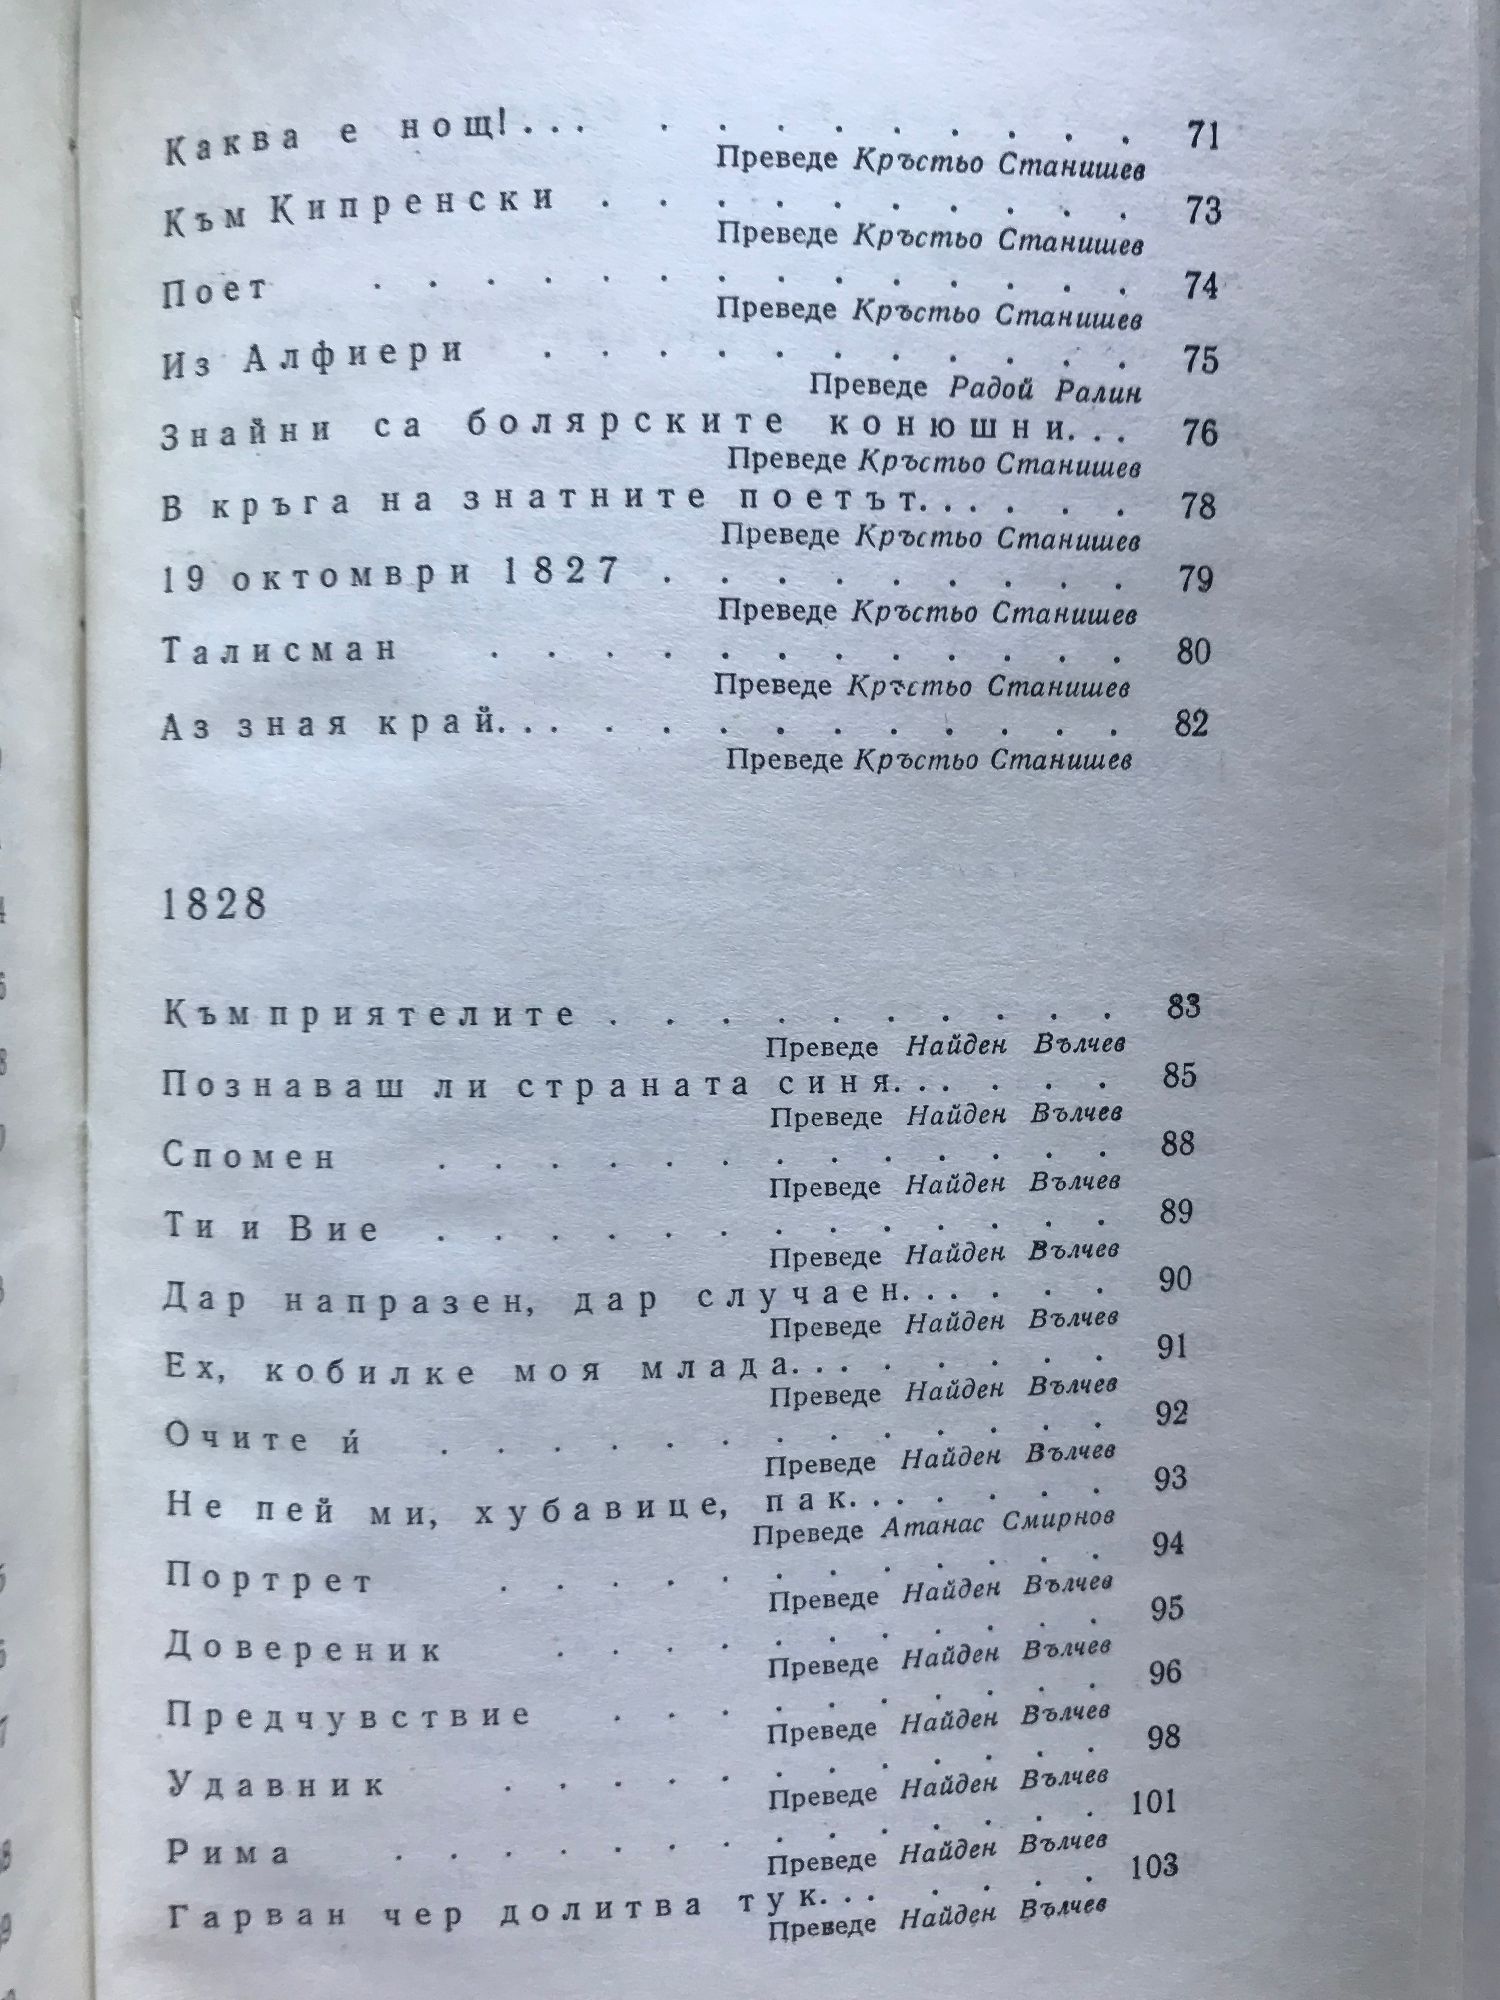 Каква е нощ! . . . . . . . . . . . 71
Преведе Кръстьо Станишев
Към Кипренски . . . . . . . . . . 73
Преведе Кръстьо Станишев
Поет . . . . . . . . . . . . . . 74
Преведе Кръстьо Станишев
Из Алфиери . . . . . . . . . . . 75
Преведе Радой Ралин
Знайни са болярските конюшни. . . 76
Преведе Кръстьо Станишев
В кръга на знатните поетът. . . . . . 78
Преведе Кръстьо Станишев
19 октомври 1827 . . . . . . . . . 79
Преведе Кръстьо Станишев
Талисман . . . . . . . . . . . . 80
Преведе Кръстьо Станишев
Аз зная край. . . . . . . . . . . . . 82
Преведе Кръстьо Станишев
1828
Към приятелите . . . . . . . . . . 83
Преведе Найден Вълчев
Познаваш ли страната синя. . . . . . 85
Преведе Найден Вълчев
Спомен . . . . . . . . . . . . . 88
Преведе Найден Вълчев
Ти и Вие . . . . . . . . . . . . . 89
Преведе Найден Вълчев
Дар напразен, дар случаен. . . . . . 90
Преведе Найден Вълчев
Ех, кобилке моя млада. . . . . . . . 91
Преведе Найден Вълчев
Очите ѝ . . . . . . . . . . . . . 92
Преведе Найден Вълчев
Не пей ми, хубавице, пак. . . . . . . 93
Преведе Атанас Смирнов
Портрет . . . . . . . . . . . . 94
Преведе Найден Вълчев
Довереник . . . . . . . . . . . 95
Преведе Найден Вълчев
Предчувствие . . . . . . . . . . 96
Преведе Найден Вълчев
Удавник . . . . . . . . . . . . 98
Преведе Найден Вълчев
Рима . . . . . . . . . . . . . 101
Преведе Найден Вълчев
Гарван чер долитва тук. . . . . . . 103
Преведе Найден Вълчев